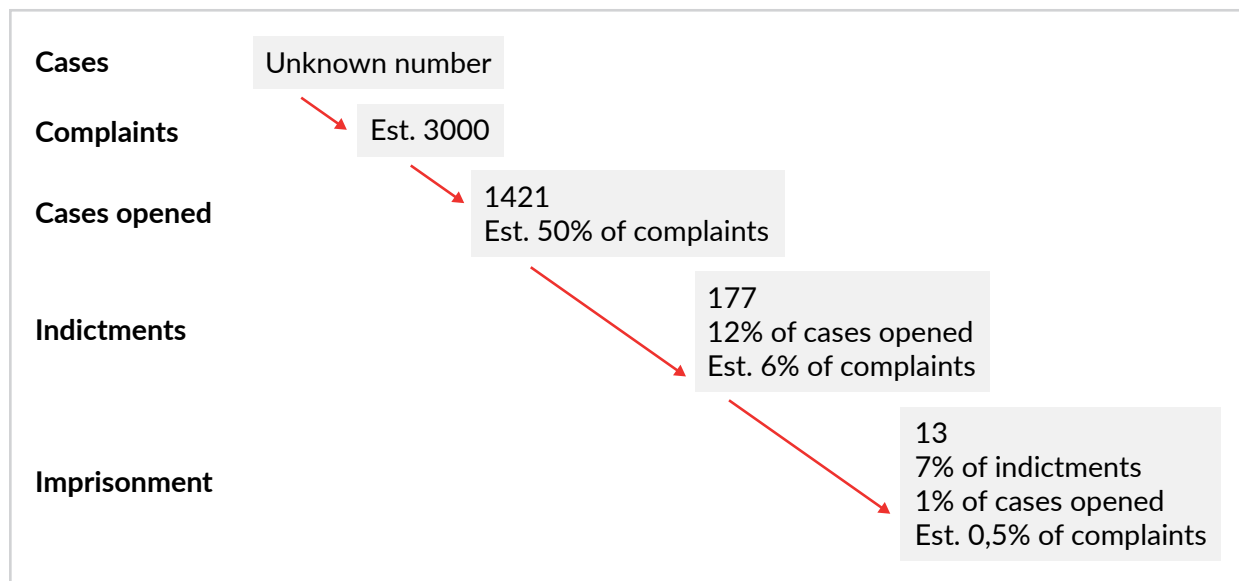 Cases
Unknown number
Complaints
Est. 3000
Cases opened
1421
Est. 50% of complaints
Indictments
177
12% of cases opened
Est. 6% of complaints
Imprisonment
13
7% of indictments
1% of cases opened
Est. 0,5% of complaints